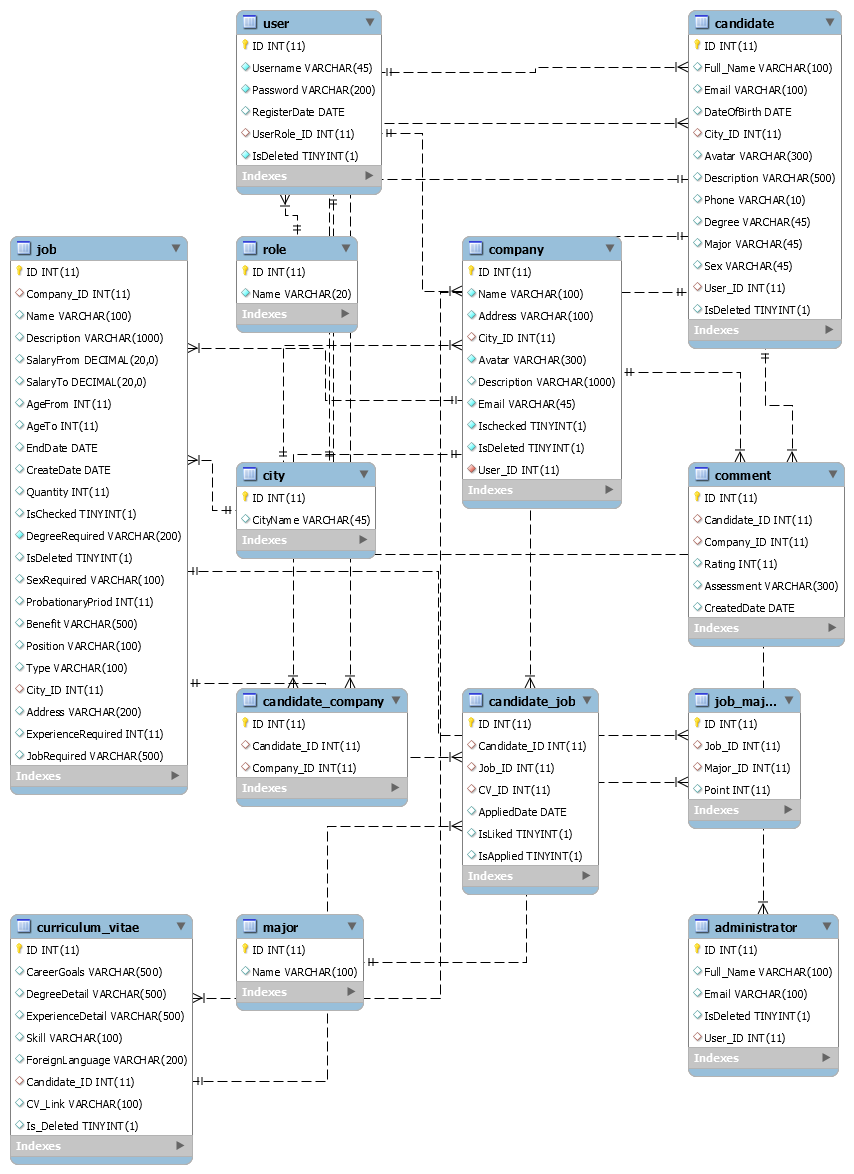 user
ID INT(11)
Username VARCHAR(45)
Password VARCHAR(200)
RegisterDate DATE
UserRole_ID INT(11)
IsDeleted TINYINT(1)
Indexes
candidate
ID INT(11)
Full_Name VARCHAR(100)
Email VARCHAR(100)
DateOfBirth DATE
City_ID INT(11)
Avatar VARCHAR(300)
Description VARCHAR(500)
Phone VARCHAR(10)
Degree VARCHAR(45)
Major VARCHAR(45)
Sex VARCHAR(45)
User_ID INT(11)
IsDeleted TINYINT(1)
Indexes
job
ID INT(11)
Company_ID INT(11)
Name VARCHAR(100)
Description VARCHAR(1000)
SalaryFrom DECIMAL(20,0)
SalaryTo DECIMAL(20,0)
AgeFrom INT(11)
AgeTo INT(11)
EndDate DATE
CreateDate DATE
Quantity INT(11)
IsChecked TINYINT(1)
DegreeRequired VARCHAR(200)
IsDeleted TINYINT(1)
SexRequired VARCHAR(100)
ProbationaryPriod INT(11)
Benefit VARCHAR(500)
Position VARCHAR(100)
Type VARCHAR(100)
City_ID INT(11)
Address VARCHAR(200)
ExperienceRequired INT(11)
JobRequired VARCHAR(500)
Indexes
role
ID INT(11)
Name VARCHAR(20)
Indexes
company
ID INT(11)
Name VARCHAR(100)
Address VARCHAR(100)
City_ID INT(11)
Avatar VARCHAR(300)
Description VARCHAR(1000)
Email VARCHAR(45)
Ischecked TINYINT(1)
IsDeleted TINYINT(1)
User_ID INT(11)
Indexes
city
ID INT(11)
CityName VARCHAR(45)
Indexes
comment
ID INT(11)
Candidate_ID INT(11)
Company_ID INT(11)
Rating INT(11)
Assessment VARCHAR(300)
CreatedDate DATE
Indexes
candidate_company
ID INT(11)
Candidate_ID INT(11)
Company_ID INT(11)
Indexes
candidate_job
ID INT(11)
Candidate_ID INT(11)
Job_ID INT(11)
CV_ID INT(11)
AppliedDate DATE
IsLiked TINYINT(1)
IsApplied TINYINT(1)
Indexes
job_maj...
ID INT(11)
Job_ID INT(11)
Major_ID INT(11)
Point INT(11)
Indexes
curriculum_vitae
ID INT(11)
CareerGoals VARCHAR(500)
DegreeDetail VARCHAR(500)
ExperienceDetail VARCHAR(500)
Skill VARCHAR(100)
ForeignLanguage VARCHAR(200)
Candidate_ID INT(11)
CV_Link VARCHAR(100)
Is_Deleted TINYINT(1)
Indexes
major
ID INT(11)
Name VARCHAR(100)
Indexes
administrator
ID INT(11)
Full_Name VARCHAR(100)
Email VARCHAR(100)
IsDeleted TINYINT(1)
User_ID INT(11)
Indexes